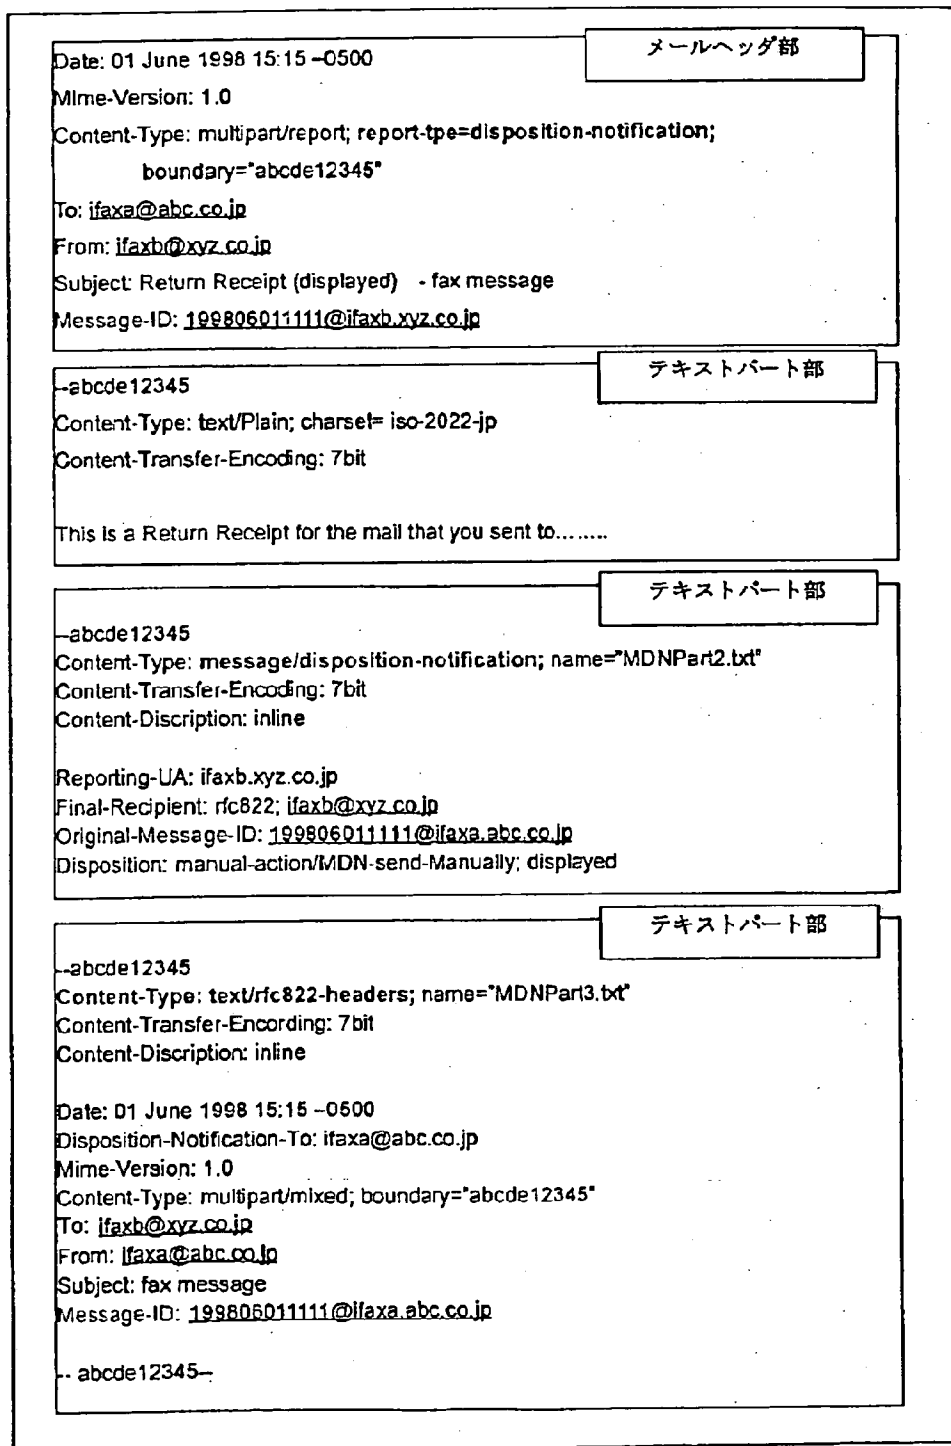 メールヘッダ部
Date: 01 June 1998 15:15 –0500
Mime-Version: 1.0
Content-Type: multipart/report; report-tpe=disposition-notification;
boundary="abcde12345"
To: ifaxa@abc.co.jp
From: ifaxb@xyz.co.jp
Subject: Return Receipt (displayed) - fax message
Message-ID: 199806011111@ifaxb.xyz.co.jp
テキストパート部
--abcde12345
Content-Type: text/Plain; charset= iso-2022-jp
Content-Transfer-Encoding: 7bit
This is a Return Receipt for the mail that you sent to........
テキストパート部
--abcde12345
Content-Type: message/disposition-notification; name="MDNPart2.txt"
Content-Transfer-Encoding: 7bit
Content-Discription: inline
Reporting-UA: ifaxb.xyz.co.jp
Final-Recipient: rfc822; ifaxb@xyz.co.jp
Original-Message-ID: 199806011111@ifaxa.abc.co.jp
Disposition: manual-action/MDN-send-Manually; displayed
テキストパート部
--abcde12345
Content-Type: text/rfc822-headers; name="MDNPart3.txt"
Content-Transfer-Encording: 7bit
Content-Discription: inline
Date: 01 June 1998 15:15 –0500
Disposition-Notification-To: ifaxa@abc.co.jp
Mime-Version: 1.0
Content-Type: multipart/mixed; boundary="abcde12345"
To: ifaxb@xyz.co.jp
From: ifaxa@abc.co.jp
Subject: fax message
Message-ID: 199806011111@ifaxa.abc.co.jp
-- abcde12345--